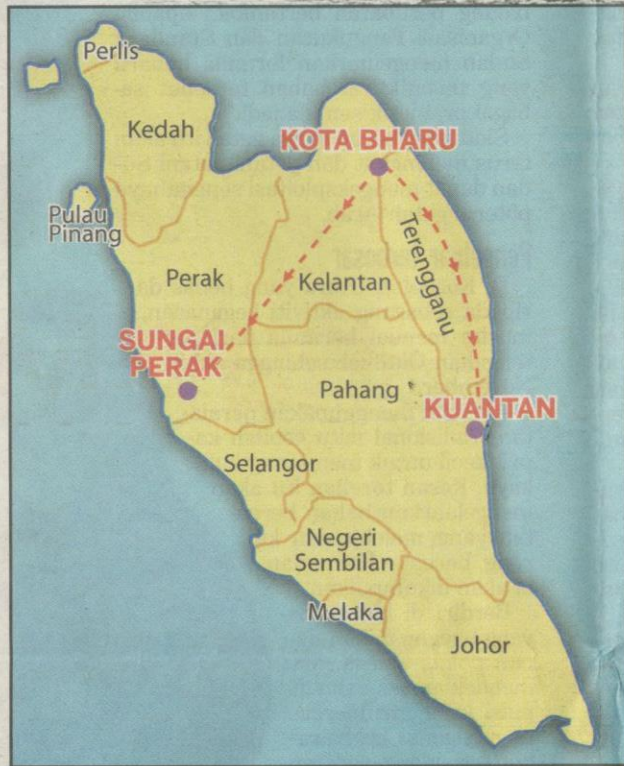 Perlis
Kedah
KOTA BHARU
Pulau
Pinang
Terengganu
Perak
Kelantan
SUNGAI
PERAK
Pahang
KUANTAN
Selangor
Negeri
Sembilan
Melaka
Johor